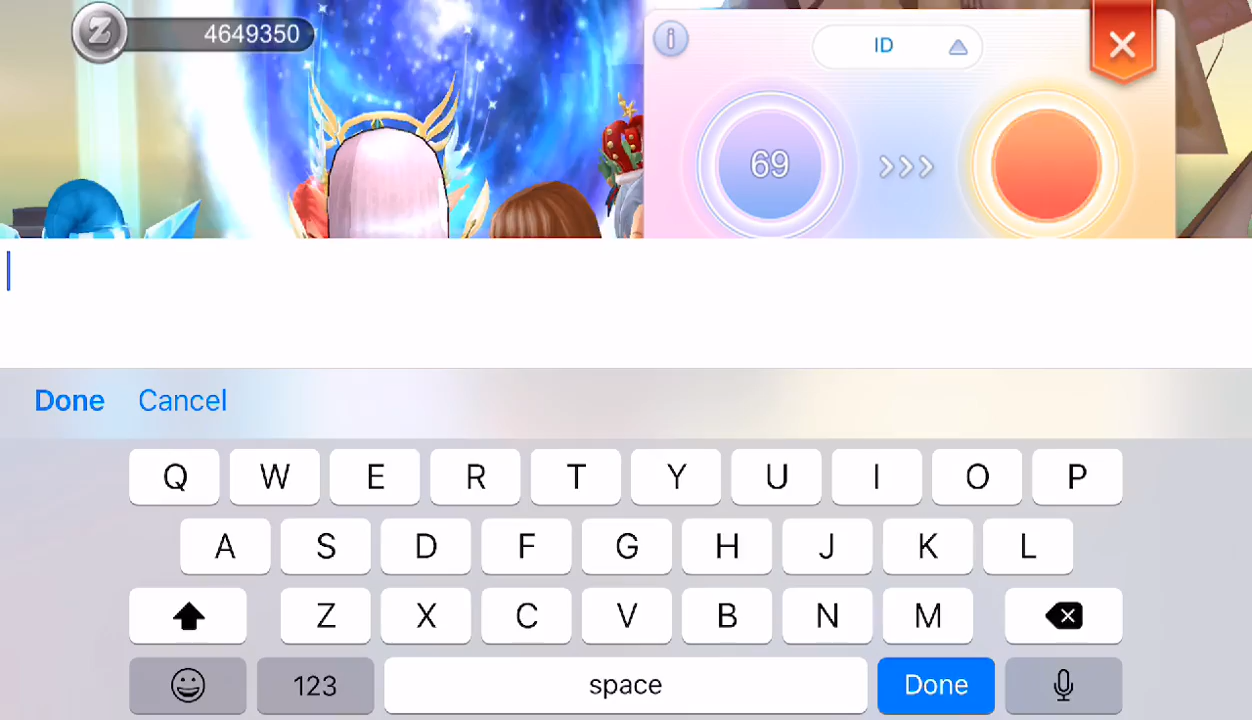 Z 4649350
i ID
69 >>>
Done Cancel
Q W E R T Y U I O P
A S D F G H J K L
Z X C V B N M
123 space Done